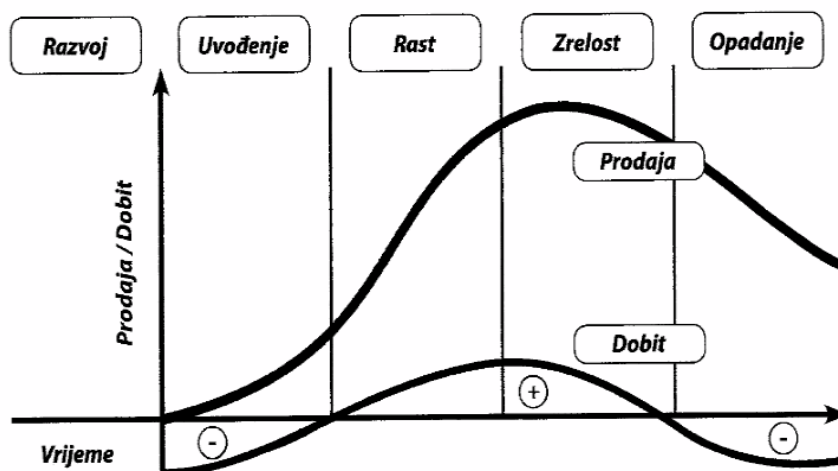 Razvoj
Uvođenje
Rast
Zrelost
Opadanje
Prodaja / Dobit
Prodaja
Dobit
+
-
-
Vrijeme